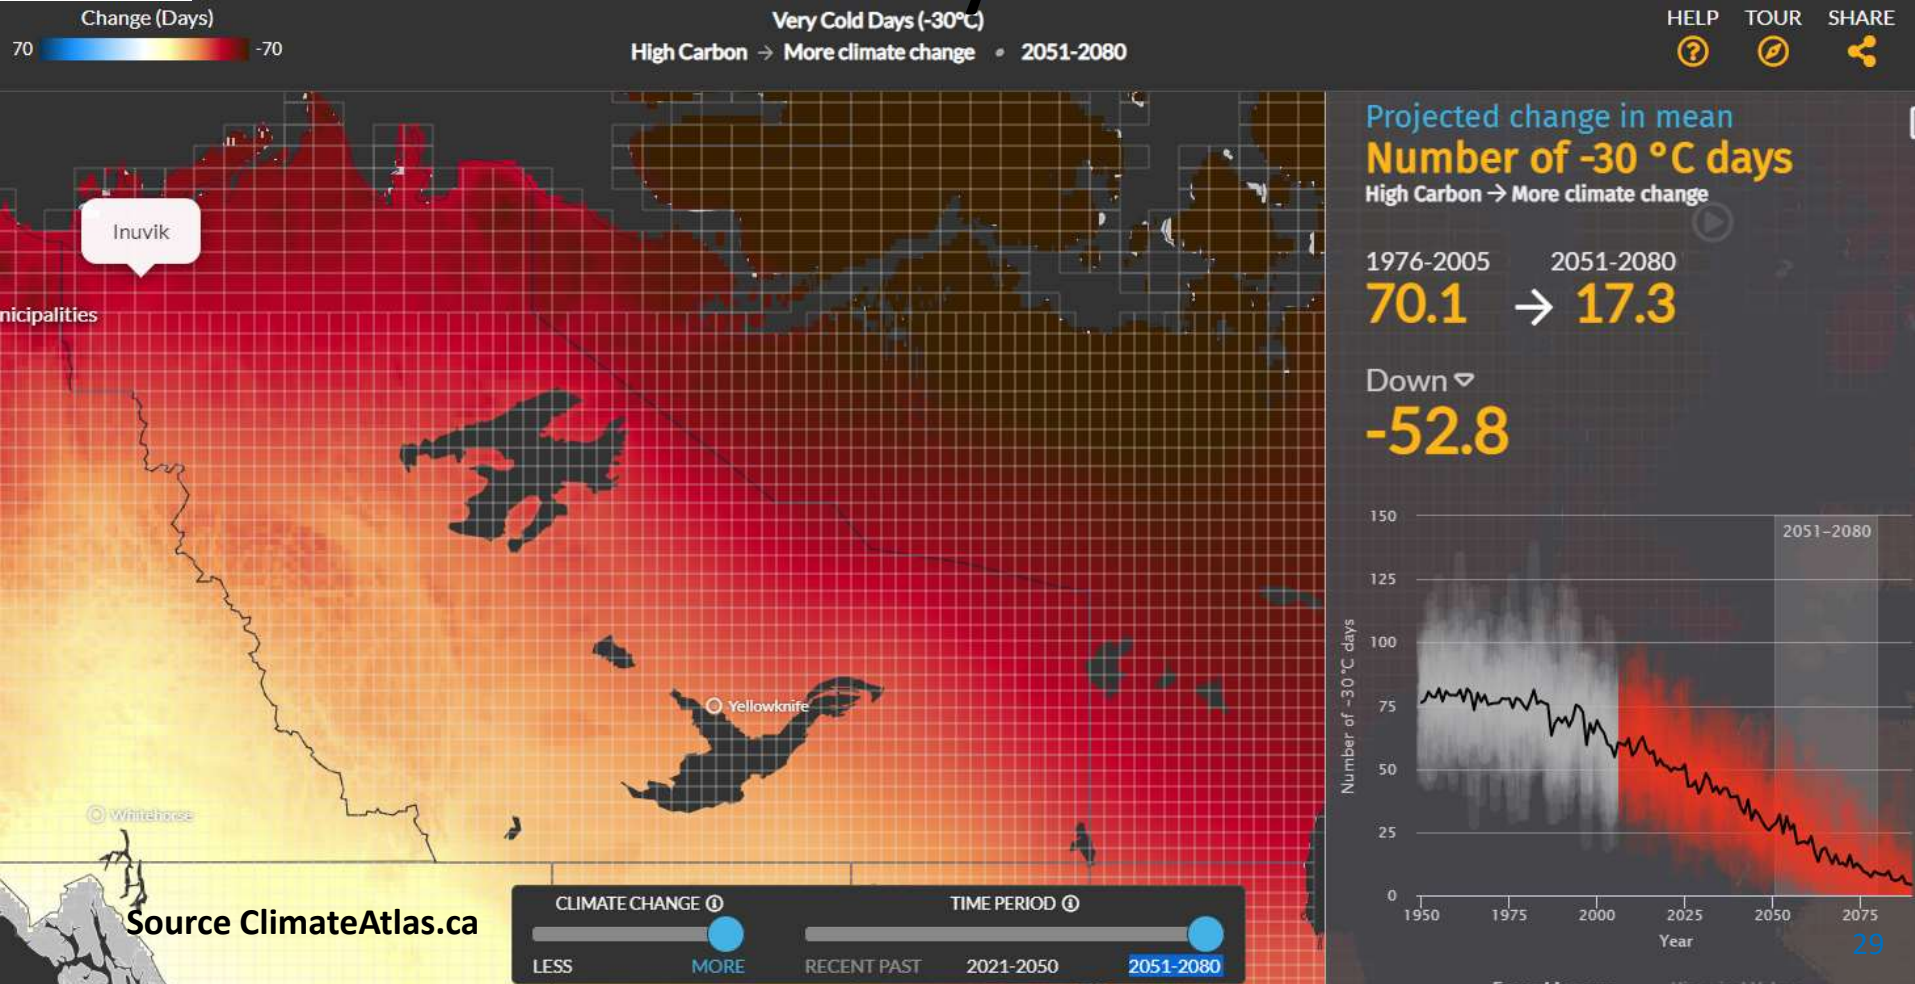 Change (Days)
70 -70
Very Cold Days (-30°C)
High Carbon → More climate change • 2051-2080
HELP TOUR SHARE
Inuvik
nicipalities
Yellowknife
Whitehorse
Source ClimateAtlas.ca
CLIMATE CHANGE
LESS MORE
TIME PERIOD
RECENT PAST 2021-2050 2051-2080
Projected change in mean
Number of -30 °C days
High Carbon → More climate change
1976-2005 2051-2080
70.1 → 17.3
Down
-52.8
2051-2080
150
125
100
75
50
25
0
Number of -30 °C days
1950 1975 2000 2025 2050 2075
Year
29